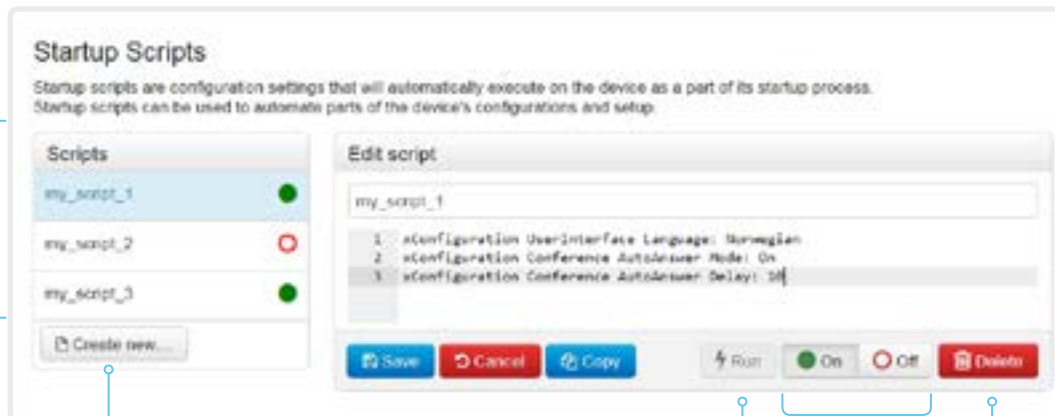 Startup Scripts
Startup scripts are configuration settings that will automatically execute on the device as a part of its startup process.
Startup scripts can be used to automate parts of the device's configurations and setup.
Scripts
my_script_1
my_script_2
my_script_3
Create new...
Edit script
my_script_1
1 xConfiguration UserInterface Language: Norwegian
2 xConfiguration Conference AutoAnswer Mode: On
3 xConfiguration Conference AutoAnswer Delay: 10
Save Cancel Copy Run On Off Delete